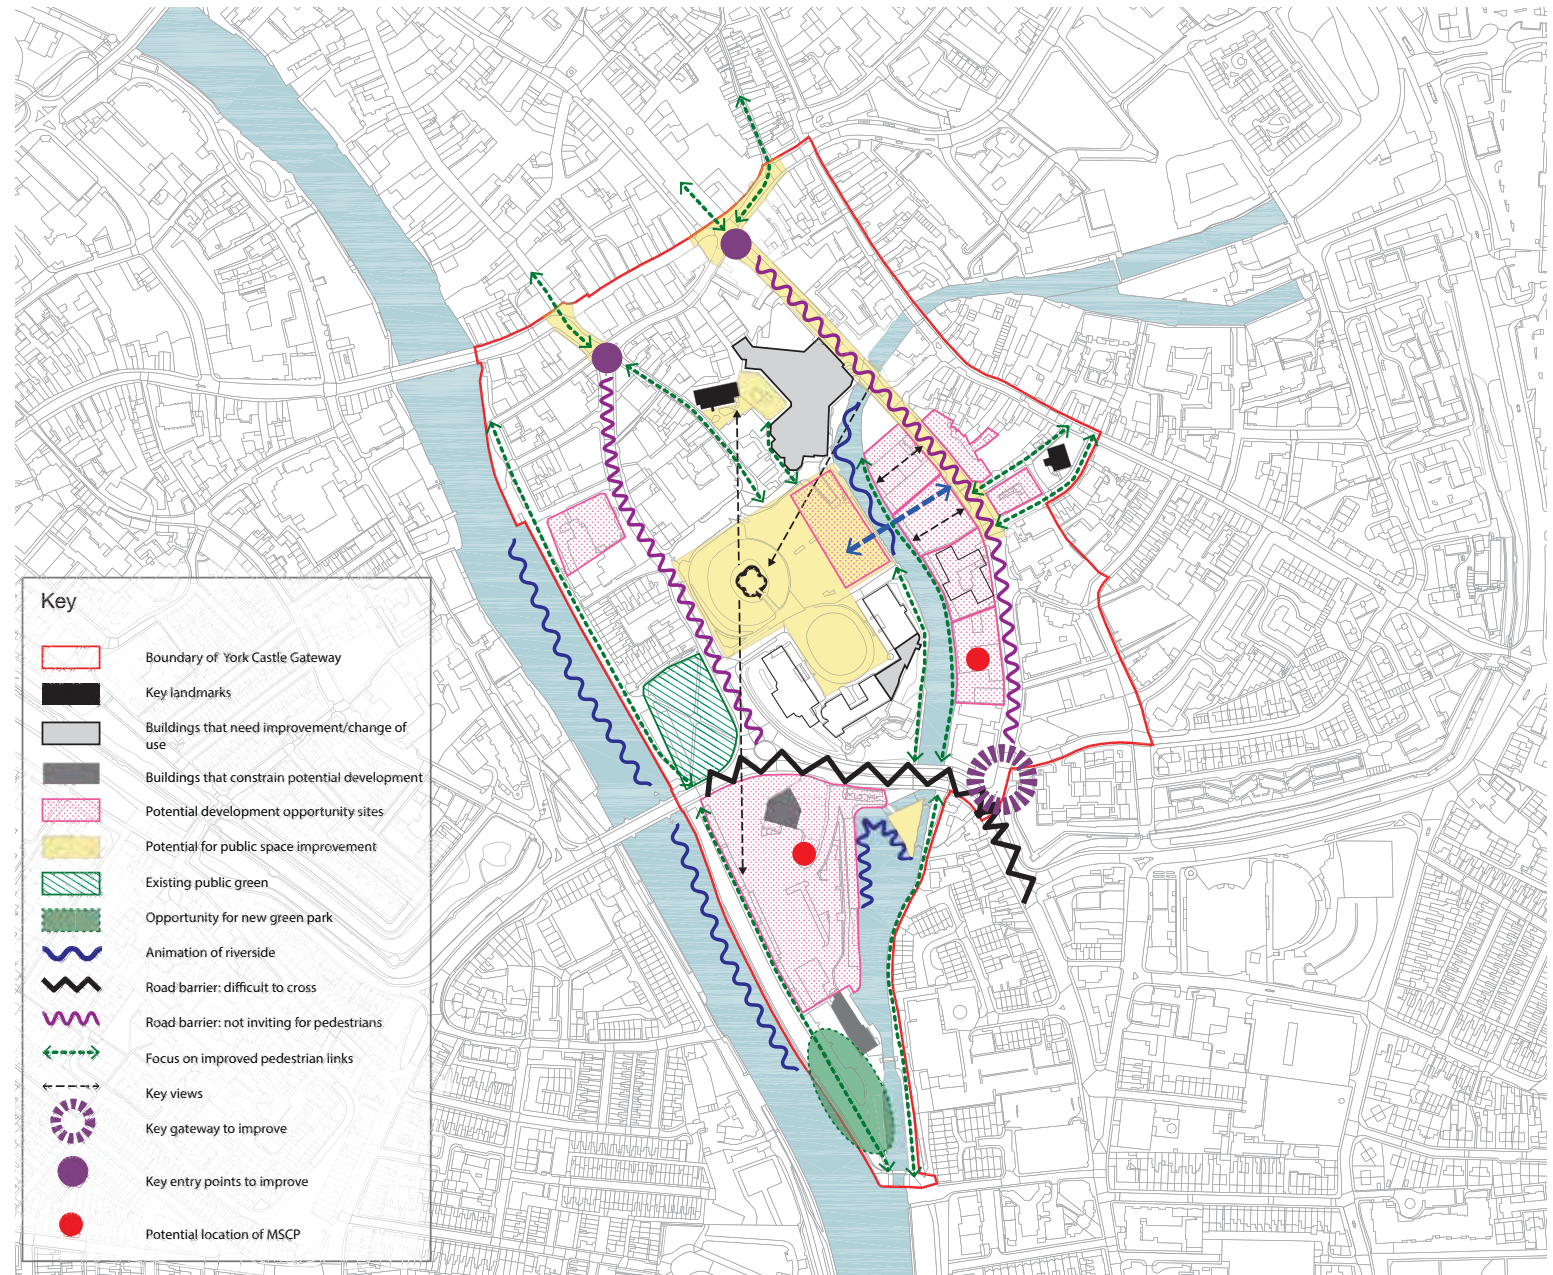 Key
Boundary of York Castle Gateway
Key landmarks
Buildings that need improvement/change of
use
Buildings that constrain potential development
Potential development opportunity sites
Potential for public space improvement
Existing public green
Opportunity for new green park
Animation of riverside
Road barrier: difficult to cross
Road barrier: not inviting for pedestrians
Focus on improved pedestrian links
Key views
Key gateway to improve
Key entry points to improve
Potential location of MSCP